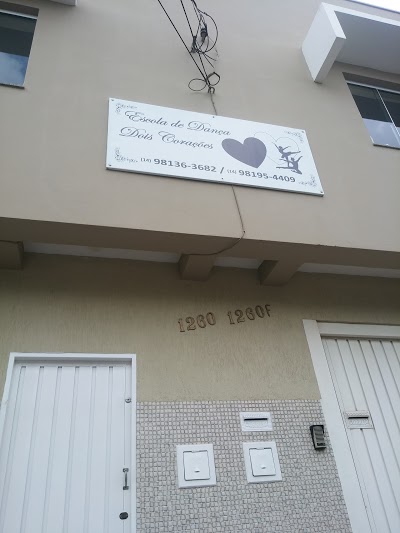 Escola de Dança
Dois Corações
(14) 98136-3682 / (14) 98195-4409
1260 1260F